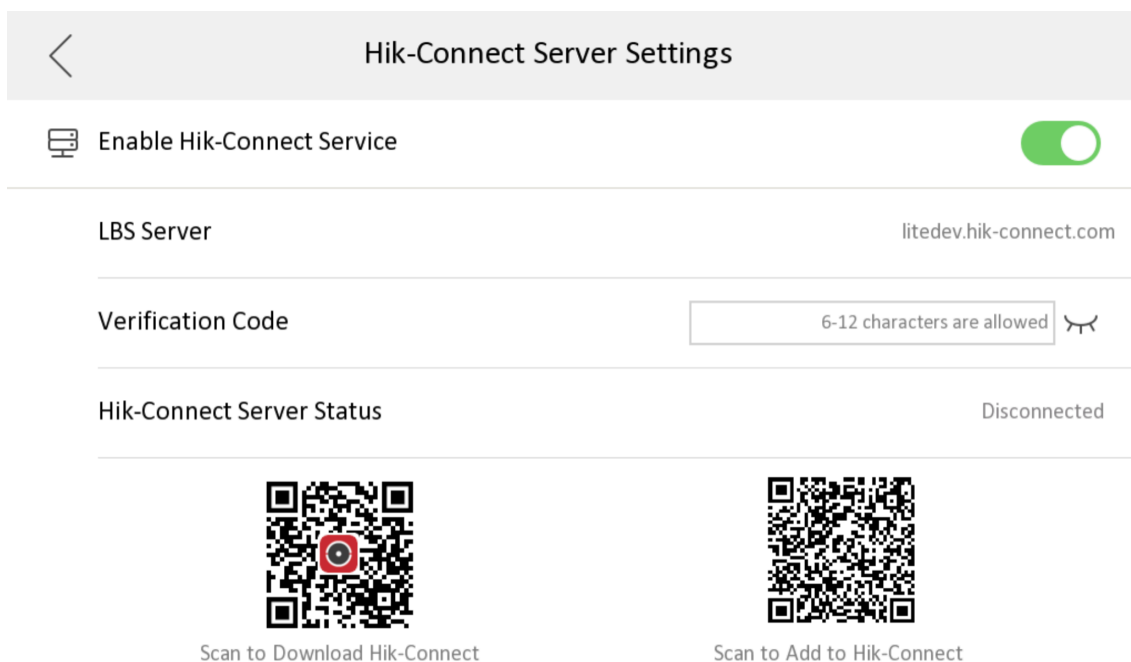 Hik-Connect Server Settings
Enable Hik-Connect Service
LBS Server litedev.hik-connect.com
Verification Code 6-12 characters are allowed
Hik-Connect Server Status Disconnected
Scan to Download Hik-Connect Scan to Add to Hik-Connect